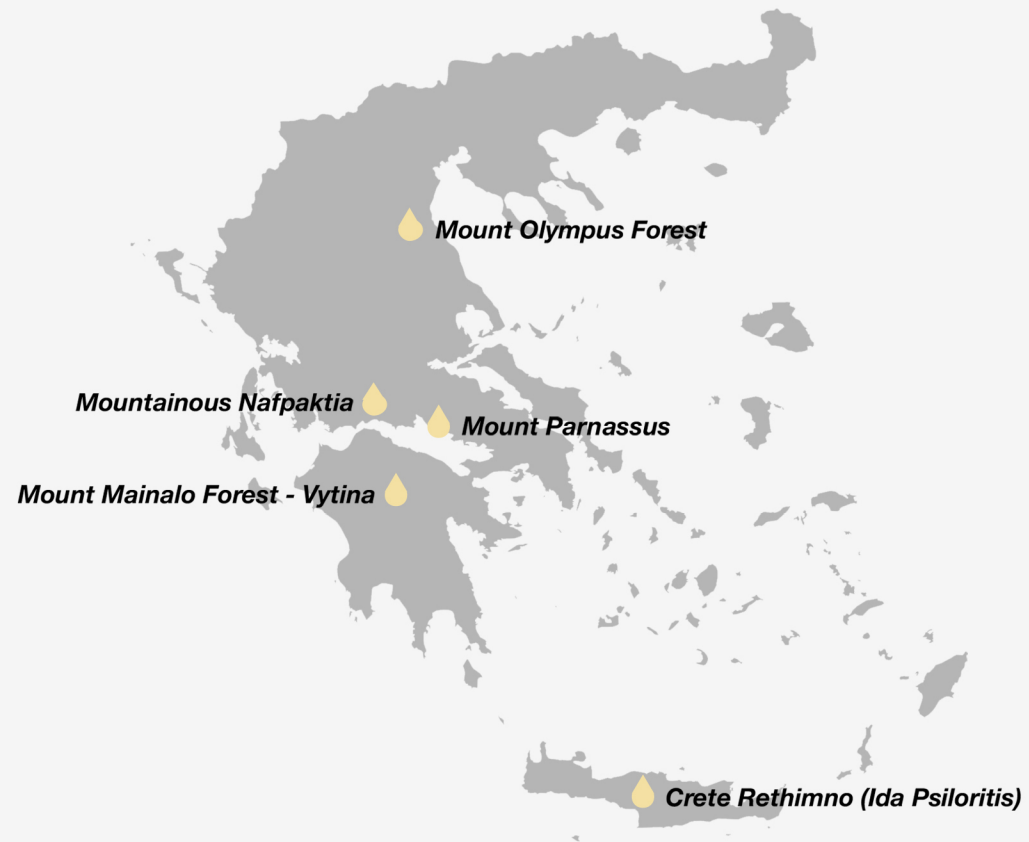 Mount Olympus Forest
Mountainous Nafpaktia
Mount Parnassus
Mount Mainalo Forest - Vytina
Crete Rethimno (Ida Psiloritis)